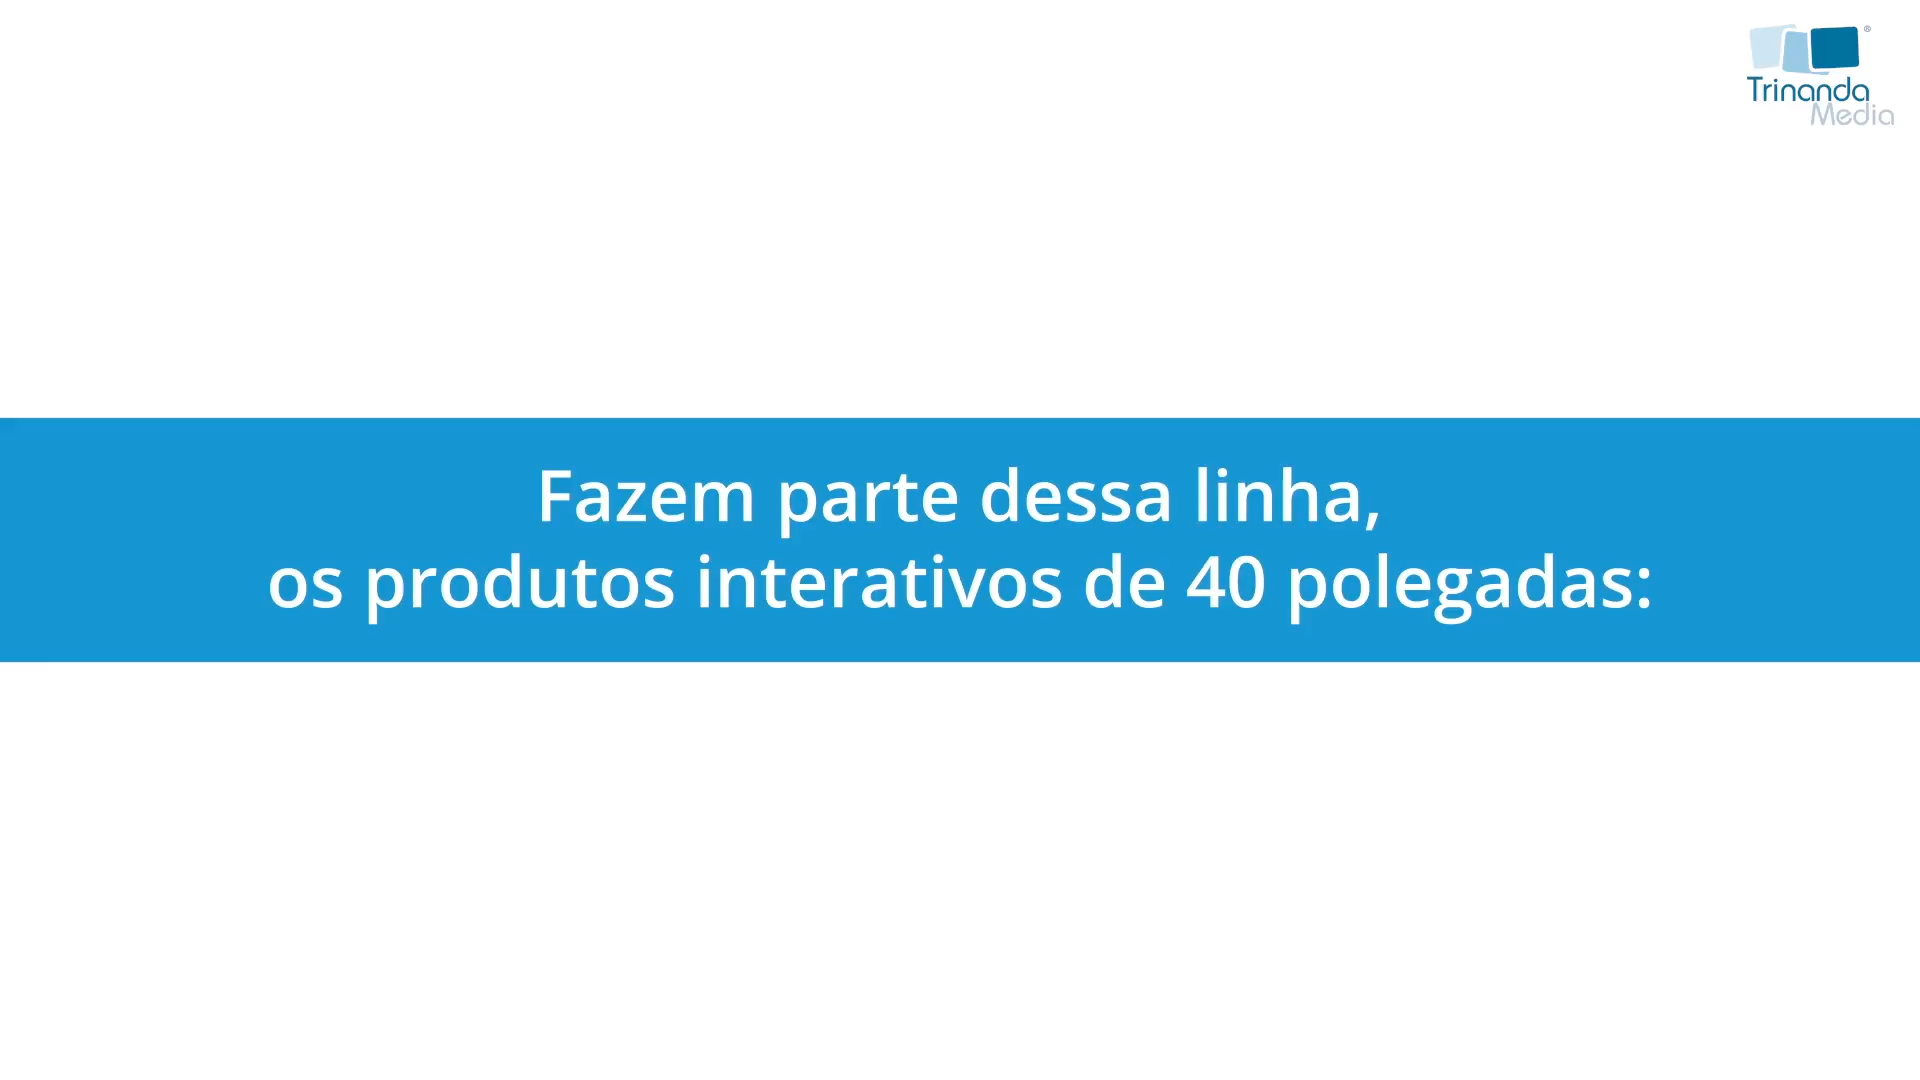 Trinanda®
Media
Fazem parte dessa linha,
os produtos interativos de 40 polegadas: